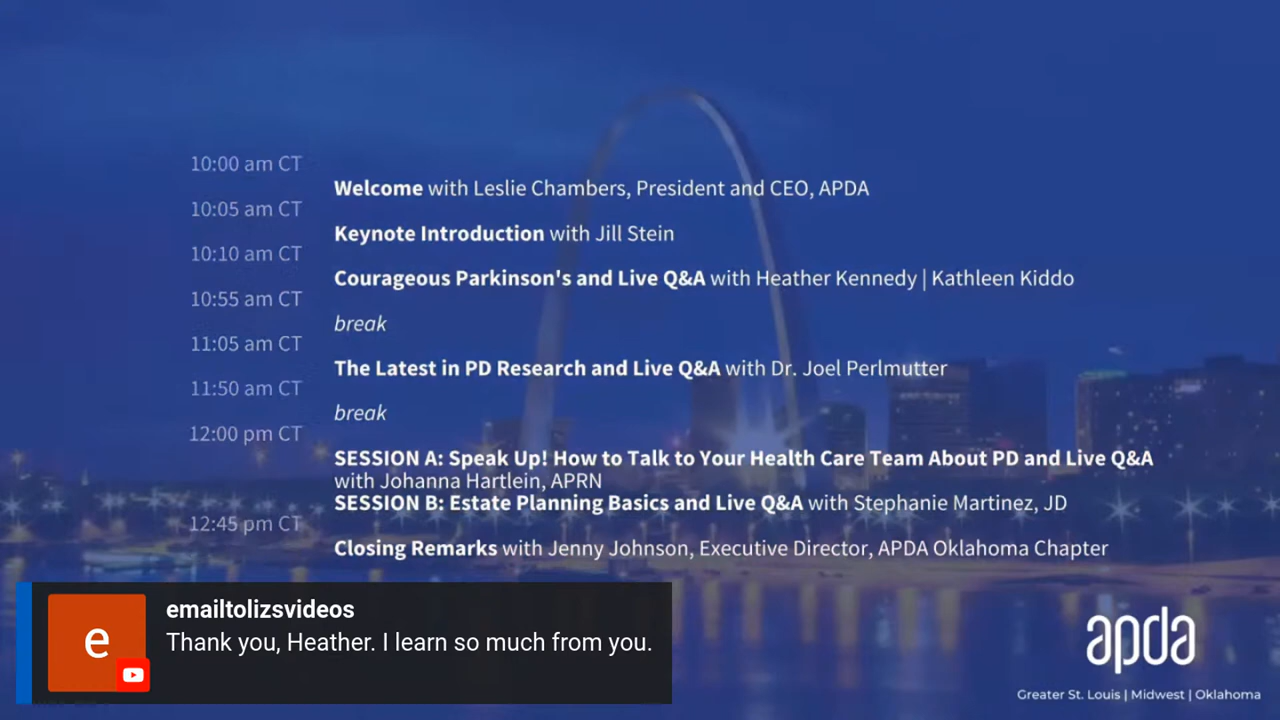 10:00 am CT
Welcome with Leslie Chambers, President and CEO, APDA
10:05 am CT
Keynote Introduction with Jill Stein
10:10 am CT
Courageous Parkinson's and Live Q&A with Heather Kennedy | Kathleen Kiddo
10:55 am CT
break
11:05 am CT
The Latest in PD Research and Live Q&A with Dr. Joel Perlmutter
11:50 am CT
break
12:00 pm CT
SESSION A: Speak Up! How to Talk to Your Health Care Team About PD and Live Q&A
with Johanna Hartlein, APRN
SESSION B: Estate Planning Basics and Live Q&A with Stephanie Martinez, JD
12:45 pm CT
Closing Remarks with Jenny Johnson, Executive Director, APDA Oklahoma Chapter
e
emailtolizsvideos
Thank you, Heather. I learn so much from you.
apda
Greater St. Louis | Midwest | Oklahoma